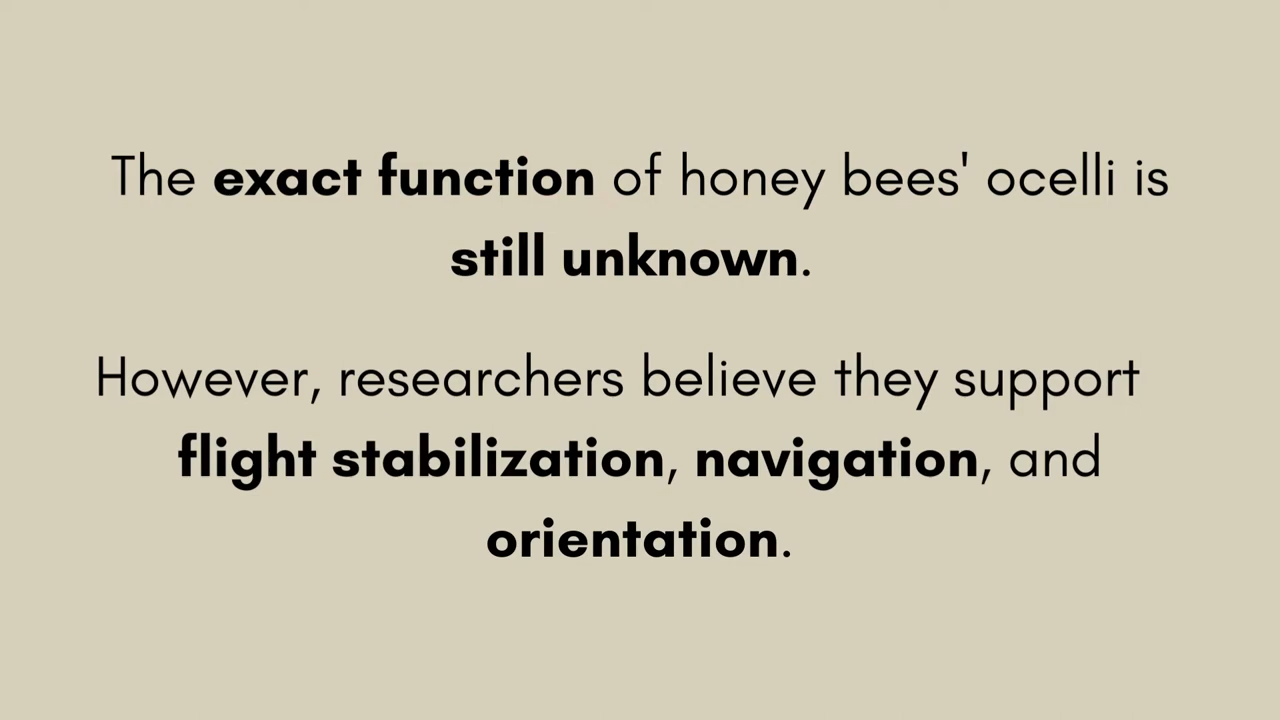 The exact function of honey bees' ocelli is
still unknown.
However, researchers believe they support
flight stabilization, navigation, and
orientation.